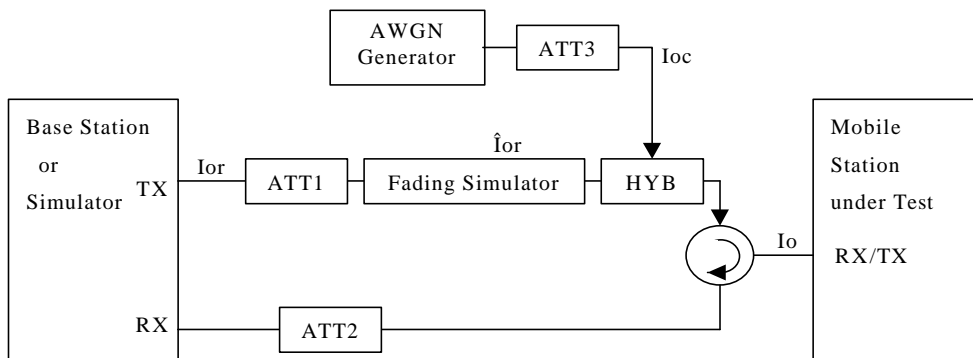 AWGN
Generator
ATT3
Ioc
Base Station
or
Simulator
TX
Ior
ATT1
Îor
Fading Simulator
HYB
Mobile
Station
under Test
Io
RX/TX
RX
ATT2